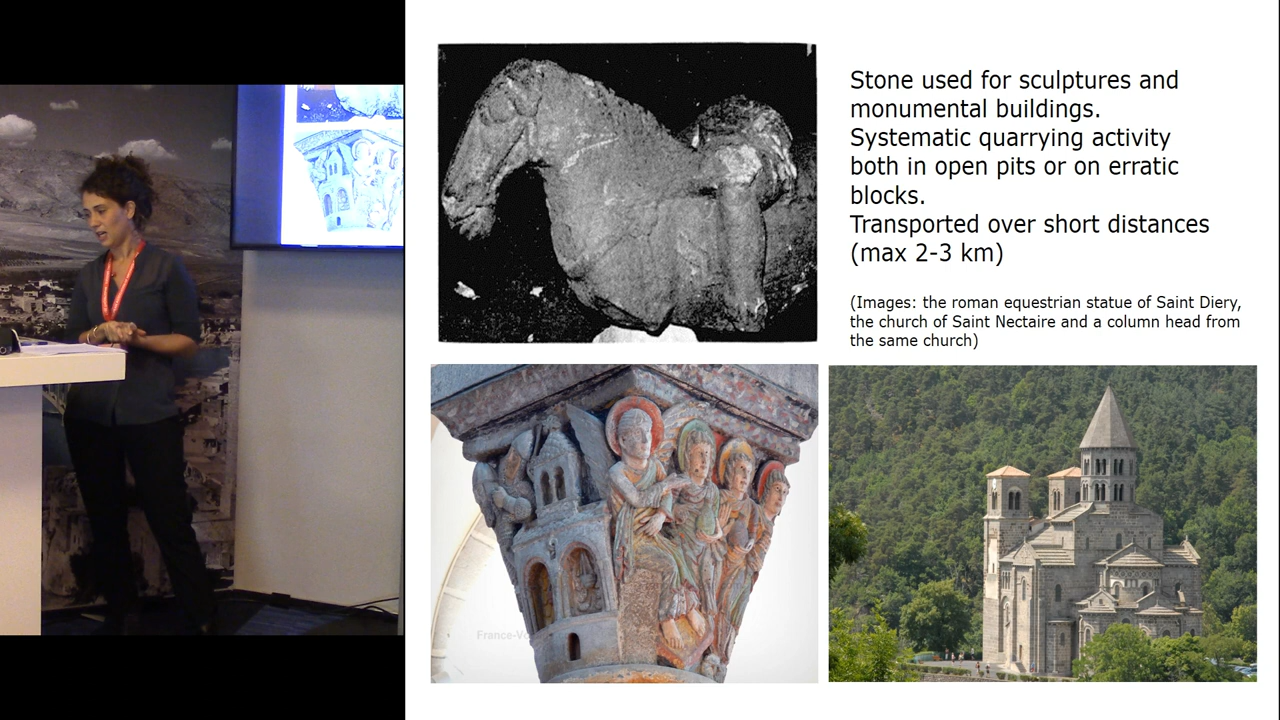 Stone used for sculptures and
monumental buildings.
Systematic quarrying activity
both in open pits or on erratic
blocks.
Transported over short distances
(max 2-3 km)
(Images: the roman equestrian statue of Saint Diery,
the church of Saint Nectaire and a column head from
the same church)